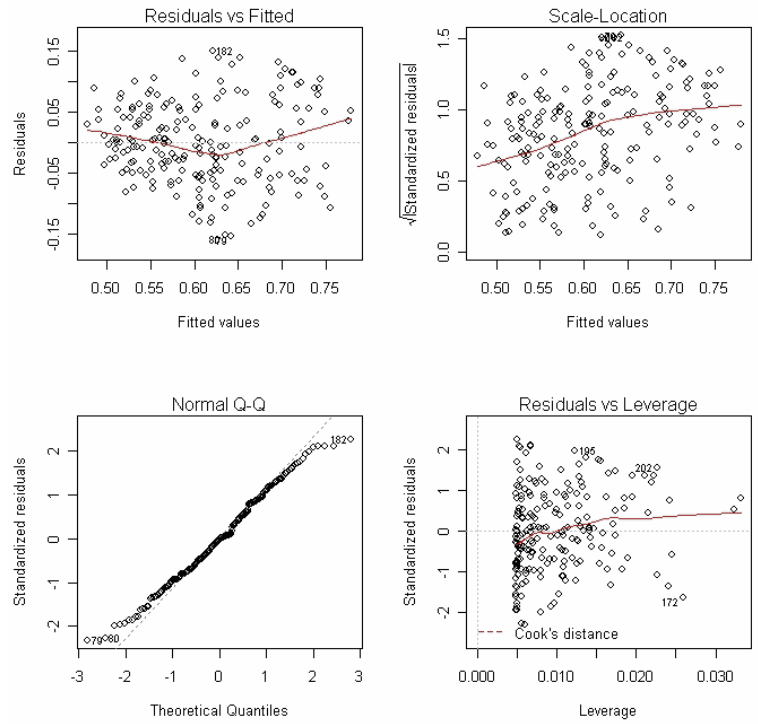 Residuals vs Fitted
182
79
Residuals
-0.15
-0.05
0.05
0.15
0.50 0.55 0.60 0.65 0.70 0.75
Fitted values
Scale-Location
√|Standardized residuals|
0.0
0.5
1.0
1.5
0.50 0.55 0.60 0.65 0.70 0.75
Fitted values
Normal Q-Q
182
79
80
Standardized residuals
-2
-1
0
1
2
-3 -2 -1 0 1 2 3
Theoretical Quantiles
Residuals vs Leverage
195
202
172
Cook's distance
Standardized residuals
-2
-1
0
1
2
0.000 0.010 0.020 0.030
Leverage